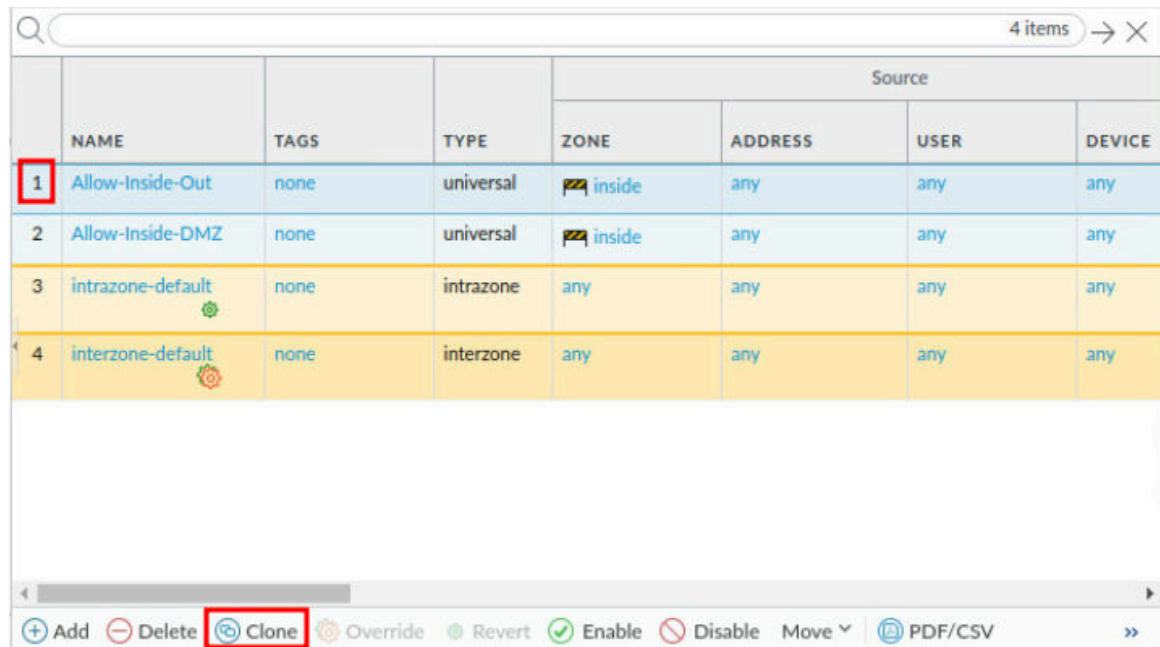 4 items
Source
NAME TAGS TYPE ZONE ADDRESS USER DEVICE
1 Allow-Inside-Out none universal inside any any any
2 Allow-Inside-DMZ none universal inside any any any
3 intrazone-default none intrazone any any any any
4 interzone-default none interzone any any any any
Add Delete Clone Override Revert Enable Disable Move PDF/CSV »